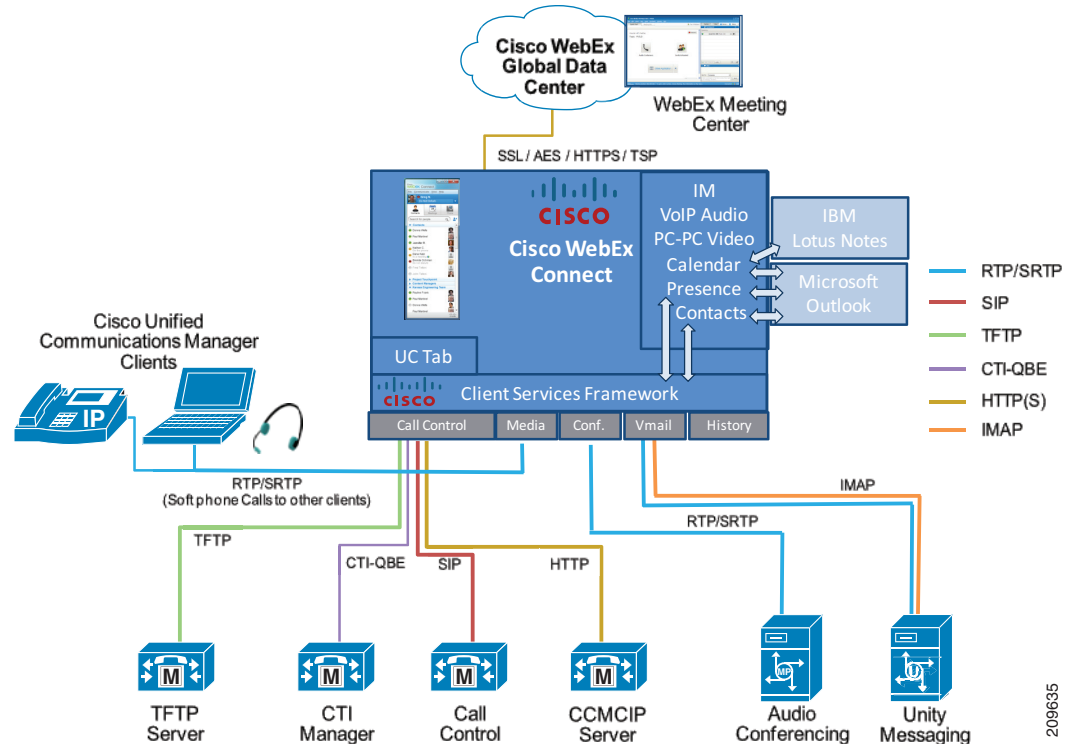 Cisco WebEx
Global Data
Center
WebEx Meeting
Center
SSL / AES / HTTPS / TSP
CISCO
Cisco WebEx
Connect
IM
VoIP Audio
PC-PC Video
Calendar
Presence
Contacts
IBM
Lotus Notes
Microsoft
Outlook
RTP/SRTP
SIP
TFTP
CTI-QBE
HTTP(S)
IMAP
Cisco Unified
Communications Manager
Clients
IP
UC Tab
CISCO
Client Services Framework
Call Control
Media
Conf.
Vmail
History
RTP/SRTP
(Soft phone Calls to other clients)
IMAP
RTP/SRTP
TFTP
CTI-QBE
SIP
HTTP
M
M
M
M
MP
U
TFTP
Server
CTI
Manager
Call
Control
CCMCIP
Server
Audio
Conferencing
Unity
Messaging
209635